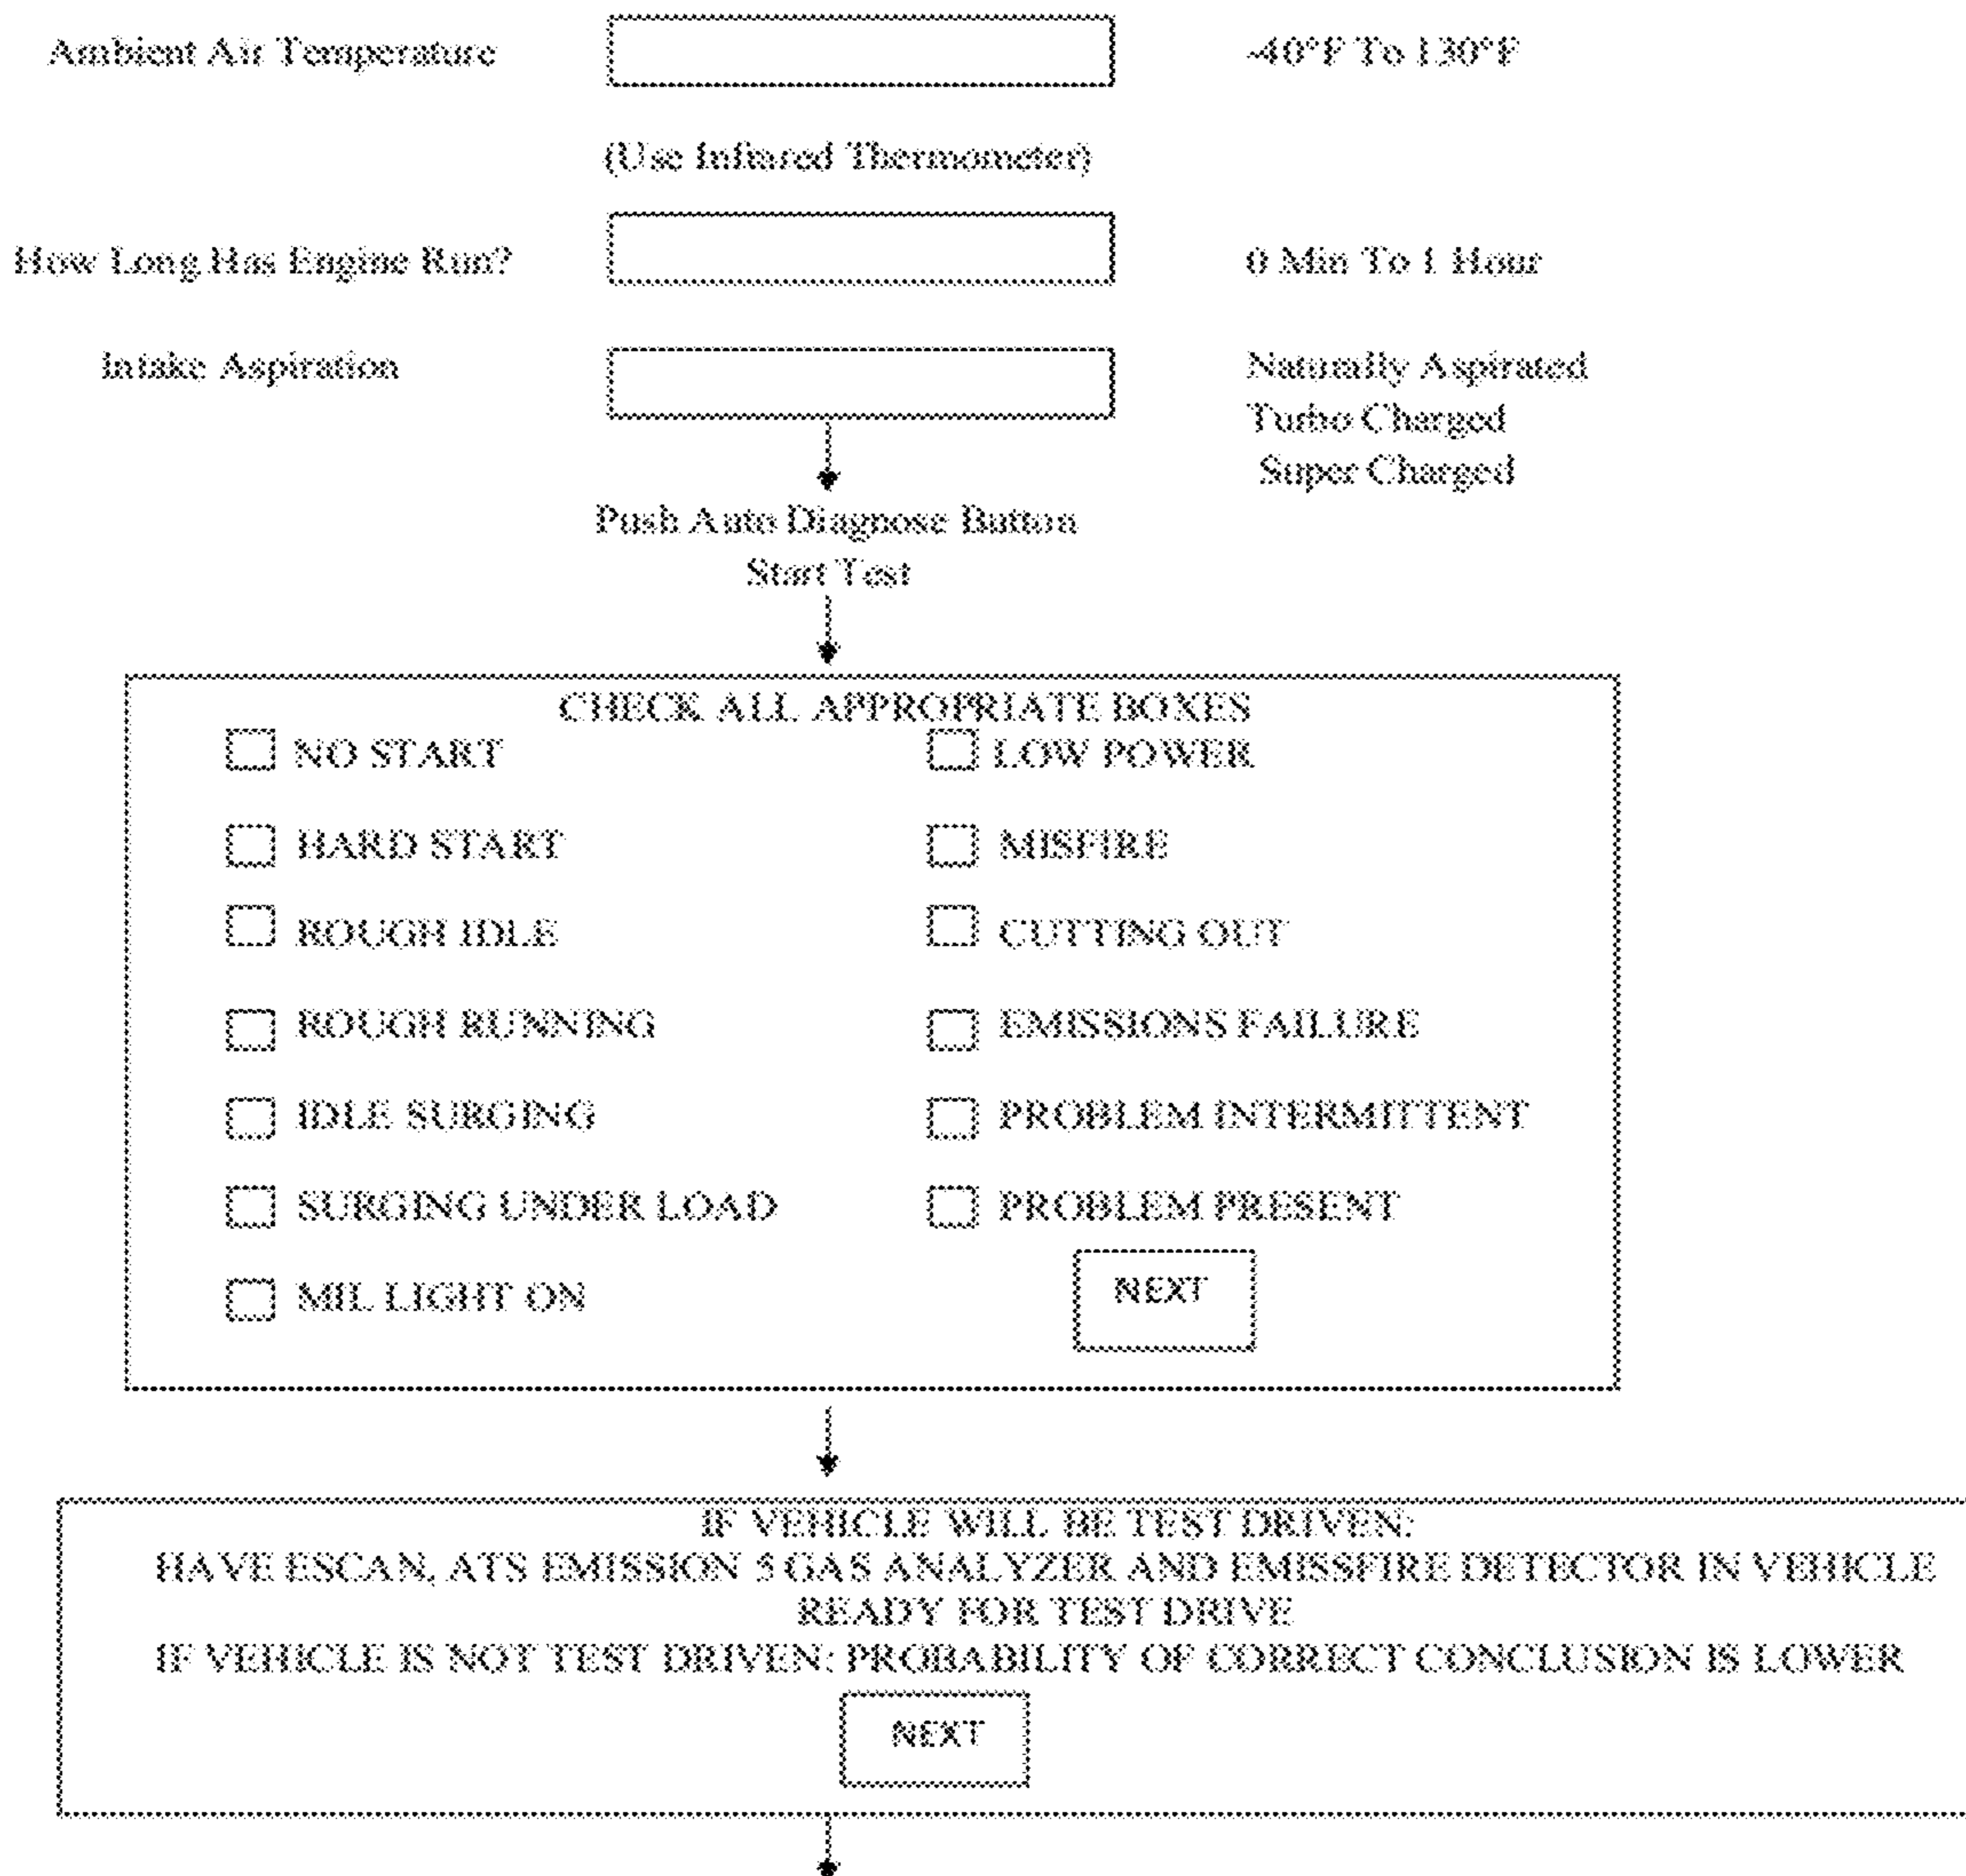 Ambient Air Temperature -40°F To 130°F
(Use Infrared Thermometer)
How Long Has Engine Run? 0 Min To 1 Hour
Intake Aspiration Naturally Aspirated
Turbo Charged
Super Charged
Push Auto Diagnose Button
Start Test
CHECK ALL APPROPRIATE BOXES
NO START LOW POWER
HARD START MISFIRE
ROUGH IDLE CUTTING OUT
ROUGH RUNNING EMISSIONS FAILURE
IDLE SURGING PROBLEM INTERMITTENT
SURGING UNDER LOAD PROBLEM PRESENT
MIL LIGHT ON NEXT
IF VEHICLE WILL BE TEST DRIVEN:
HAVE ESCAN, ATS EMISSION 5 GAS ANALYZER AND EMISSFIRE DETECTOR IN VEHICLE
READY FOR TEST DRIVE
IF VEHICLE IS NOT TEST DRIVEN: PROBABILITY OF CORRECT CONCLUSION IS LOWER
NEXT